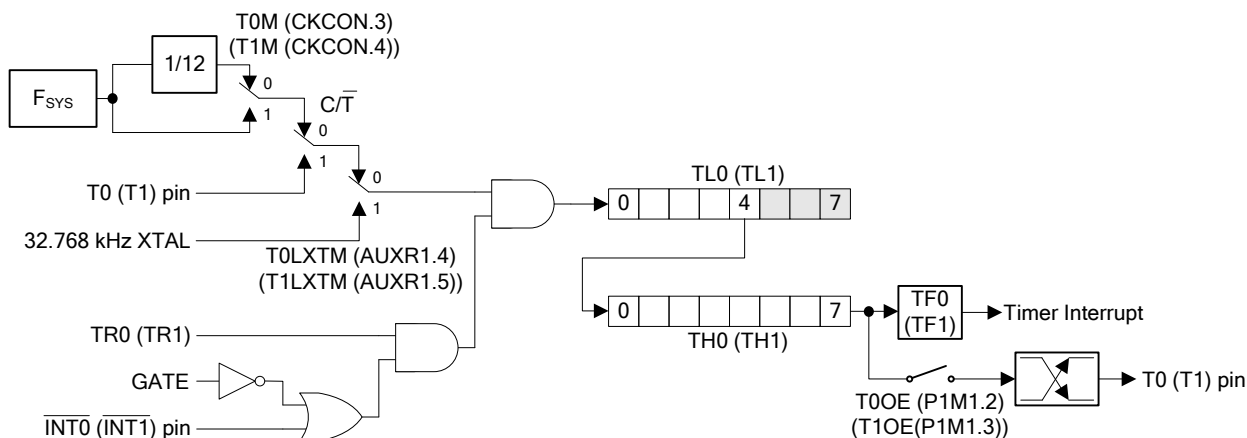 T0M (CKCON.3)
(T1M (CKCON.4))
1/12
0
FSYS
C/T̅
1
0
1
TL0 (TL1)
0
T0 (T1) pin
0 4 7
1
32.768 kHz XTAL
T0LXTM (AUXR1.4)
(T1LXTM (AUXR1.5))
TF0
(TF1)
0 7
Timer Interrupt
TR0 (TR1)
TH0 (TH1)
GATE
T0 (T1) pin
T0OE (P1M1.2)
(T1OE(P1M1.3))
I̅N̅T̅0̅ (I̅N̅T̅1̅) pin